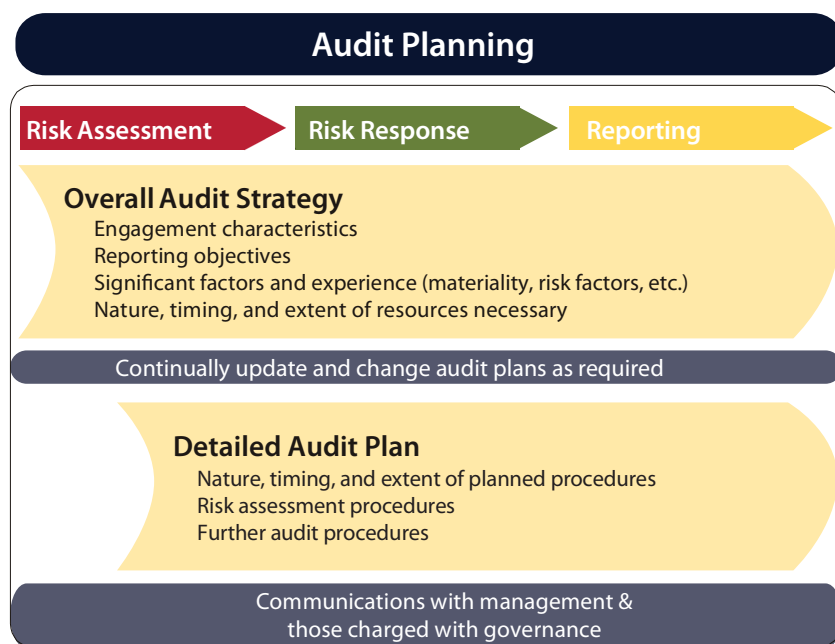 Audit Planning
Risk Assessment
Risk Response
Reporting
Overall Audit Strategy
Engagement characteristics
Reporting objectives
Significant factors and experience (materiality, risk factors, etc.)
Nature, timing, and extent of resources necessary
Continually update and change audit plans as required
Detailed Audit Plan
Nature, timing, and extent of planned procedures
Risk assessment procedures
Further audit procedures
Communications with management &
those charged with governance